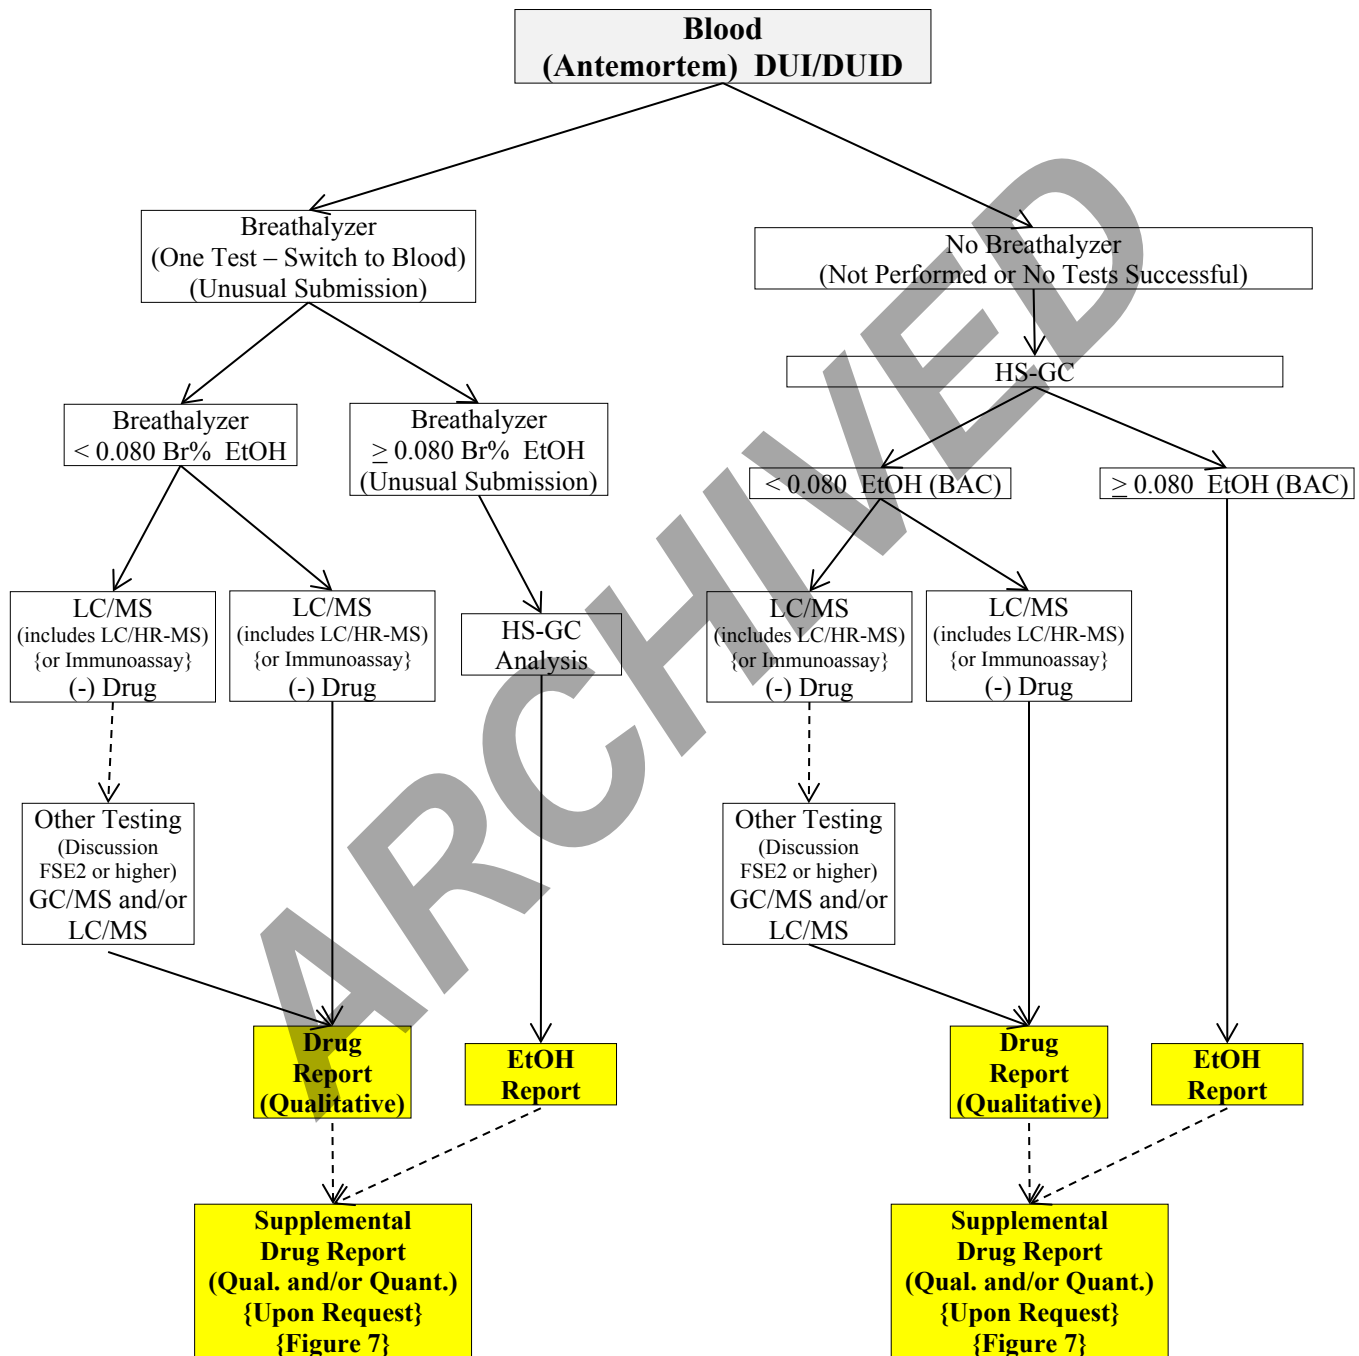 Blood
(Antemortem) DUI/DUID
Breathalyzer
(One Test – Switch to Blood)
(Unusual Submission)
No Breathalyzer
(Not Performed or No Tests Successful)
HS-GC
Breathalyzer
< 0.080 Br% EtOH
Breathalyzer
≥ 0.080 Br% EtOH
(Unusual Submission)
< 0.080 EtOH (BAC)
≥ 0.080 EtOH (BAC)
LC/MS
(includes LC/HR-MS)
{or Immunoassay}
(-) Drug
LC/MS
(includes LC/HR-MS)
{or Immunoassay}
(-) Drug
HS-GC
Analysis
LC/MS
(includes LC/HR-MS)
{or Immunoassay}
(-) Drug
LC/MS
(includes LC/HR-MS)
{or Immunoassay}
(-) Drug
Other Testing
(Discussion
FSE2 or higher)
GC/MS and/or
LC/MS
Other Testing
(Discussion
FSE2 or higher)
GC/MS and/or
LC/MS
Drug
Report
(Qualitative)
EtOH
Report
Drug
Report
(Qualitative)
EtOH
Report
Supplemental
Drug Report
(Qual. and/or Quant.)
{Upon Request}
{Figure 7}
Supplemental
Drug Report
(Qual. and/or Quant.)
{Upon Request}
{Figure 7}
ARCHIVED